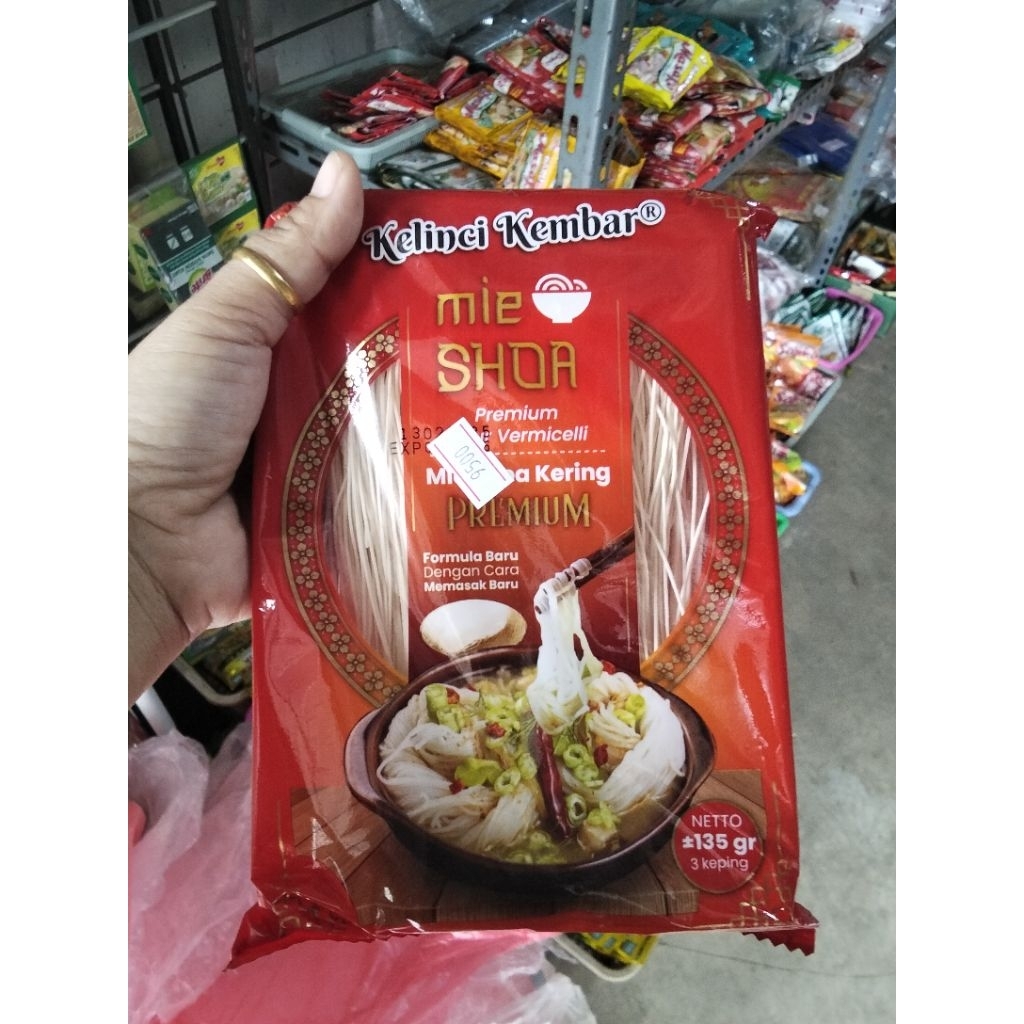 Kelinci Kembar®
mie
SHOA
Premium
Vermicelli
9500
Kering
PREMIUM
Formula Baru
Dengan Cara
Memasak Baru
NETTO
±135 gr
3 keping